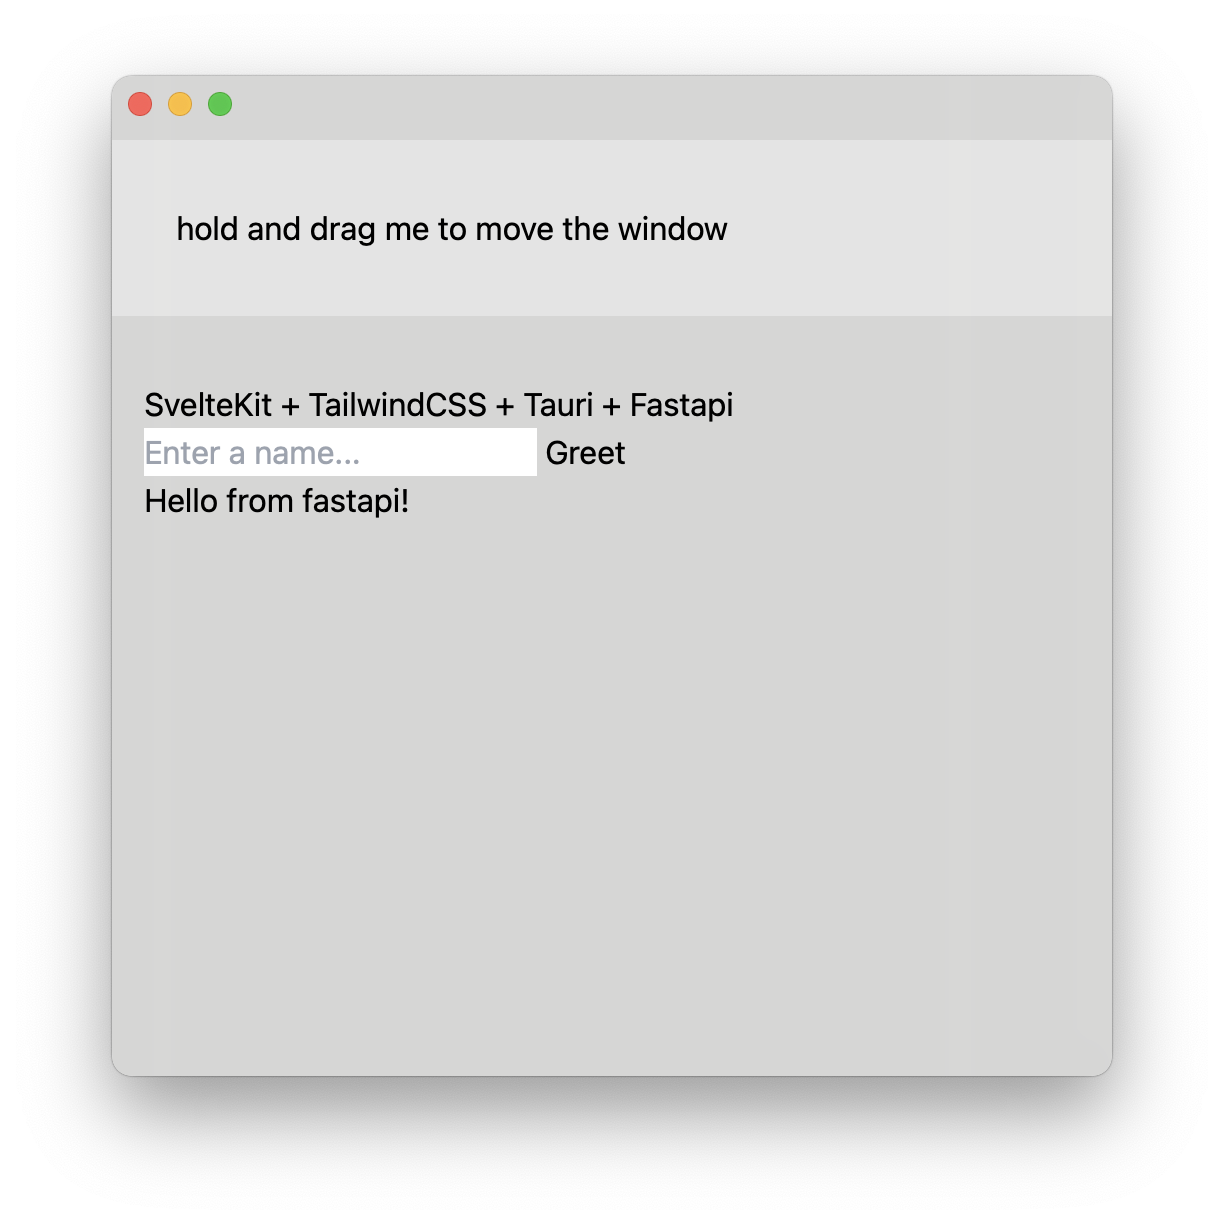 hold and drag me to move the window
SvelteKit + TailwindCSS + Tauri + Fastapi
Enter a name... Greet
Hello from fastapi!